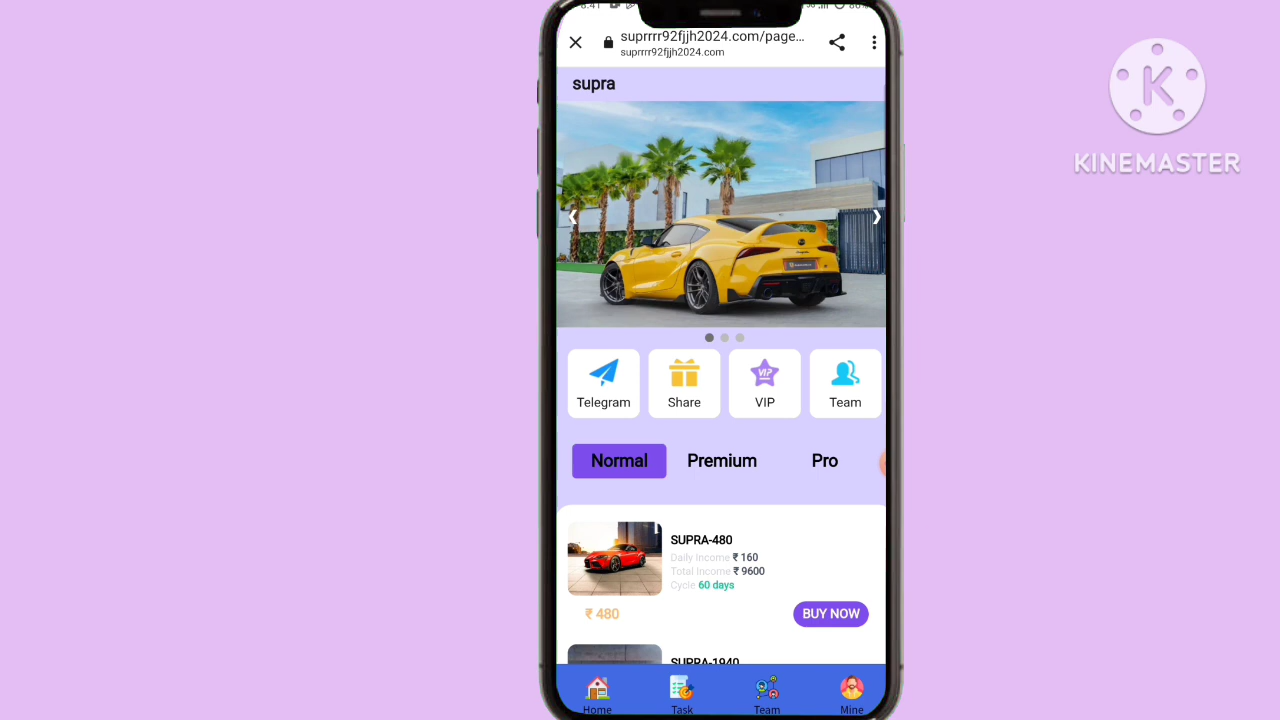 suprrrr92fjjh2024.com/page...
suprrrr92fjjh2024.com
supra
KINEMASTER
Telegram
Share
VIP
Team
Normal
Premium
Pro
SUPRA-480
Daily Income ₹ 160
Total Income ₹ 9600
Cycle 60 days
₹ 480
BUY NOW
SUPRA-1940
Home
Task
Team
Mine